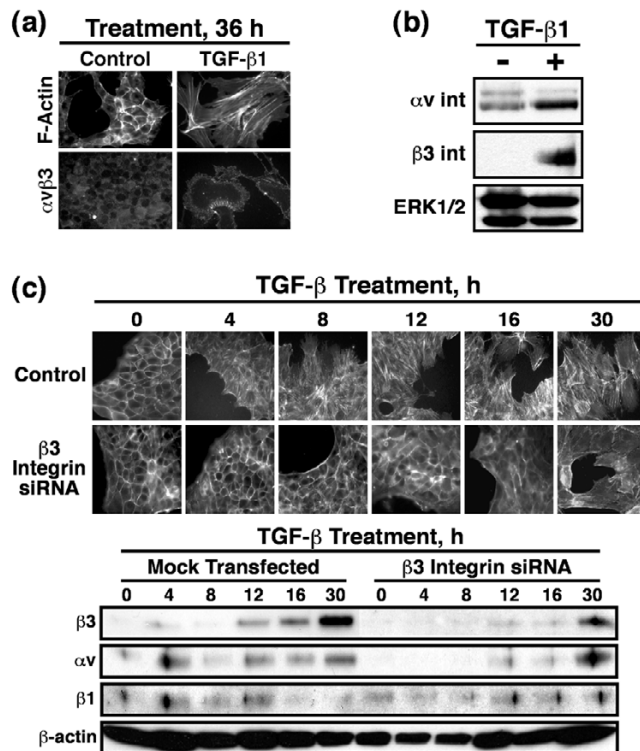 (a)
Treatment, 36 h
Control TGF-β1
F-Actin
αvβ3
(b)
TGF-β1
- +
αv int
β3 int
ERK1/2
(c)
TGF-β Treatment, h
0 4 8 12 16 30
Control
β3
Integrin
siRNA
TGF-β Treatment, h
Mock Transfected β3 Integrin siRNA
0 4 8 12 16 30 0 4 8 12 16 30
β3
αv
β1
β-actin